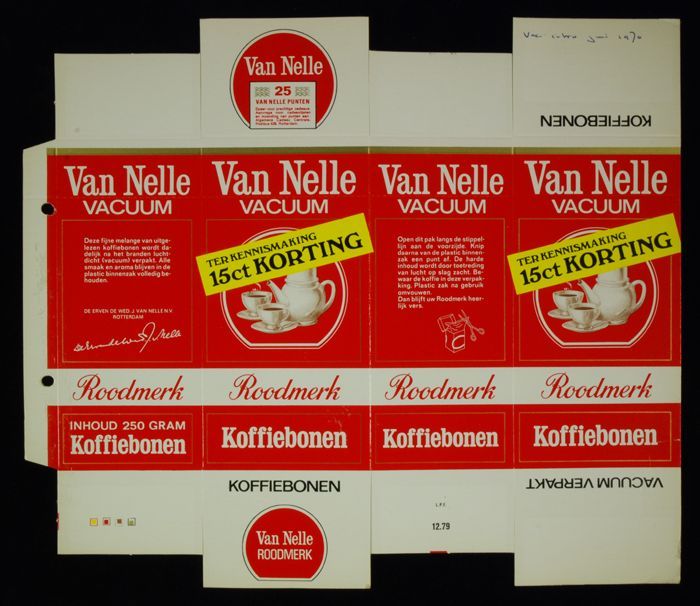 Van Nelle
25
VAN NELLE PUNTEN
KOFFIEBONEN
Van Nelle
VACUUM
Deze fijne melange van uitge-
lezen koffiebonen wordt da-
delijk na het branden lucht-
dicht (vacuum) verpakt. Alle
smaak en aroma blijven in de
plastic binnenzak volledig be-
houden.
DE ERVEN DE WED. J. VAN NELLE N.V.
ROTTERDAM
Roodmerk
INHOUD 250 GRAM
Koffiebonen
Van Nelle
VACUUM
TER KENNISMAKING
15ct KORTING
Roodmerk
Koffiebonen
Van Nelle
VACUUM
Open dit pak langs de stippel-
lijn aan de voorzijde. Knip
daarna van de plastic binnen-
zak een punt af. De harde
inhoud wordt door toetreding
van lucht op slag zacht. Be-
waar de koffie in deze verpak-
king. Plastic zak na gebruik
omvouwen.
Dan blijft uw Roodmerk heer-
lijk vers.
Roodmerk
Koffiebonen
Van Nelle
VACUUM
TER KENNISMAKING
15ct KORTING
Roodmerk
Koffiebonen
KOFFIEBONEN
Van Nelle
ROODMERK
12.79
VACUUM VERPAKT